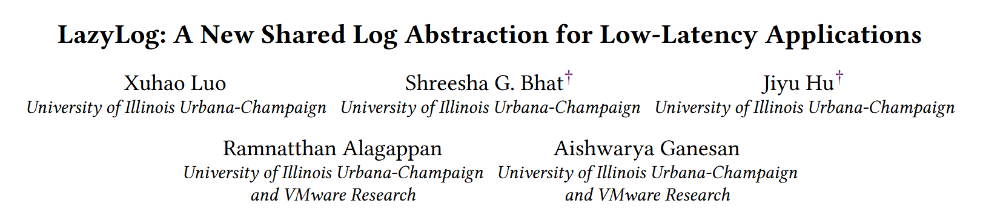 LazyLog: A New Shared Log Abstraction for Low-Latency Applications
Xuhao Luo Shreesha G. Bhat† Jiyu Hu†
University of Illinois Urbana-Champaign University of Illinois Urbana-Champaign University of Illinois Urbana-Champaign
Ramnatthan Alagappan Aishwarya Ganesan
University of Illinois Urbana-Champaign University of Illinois Urbana-Champaign
and VMware Research and VMware Research